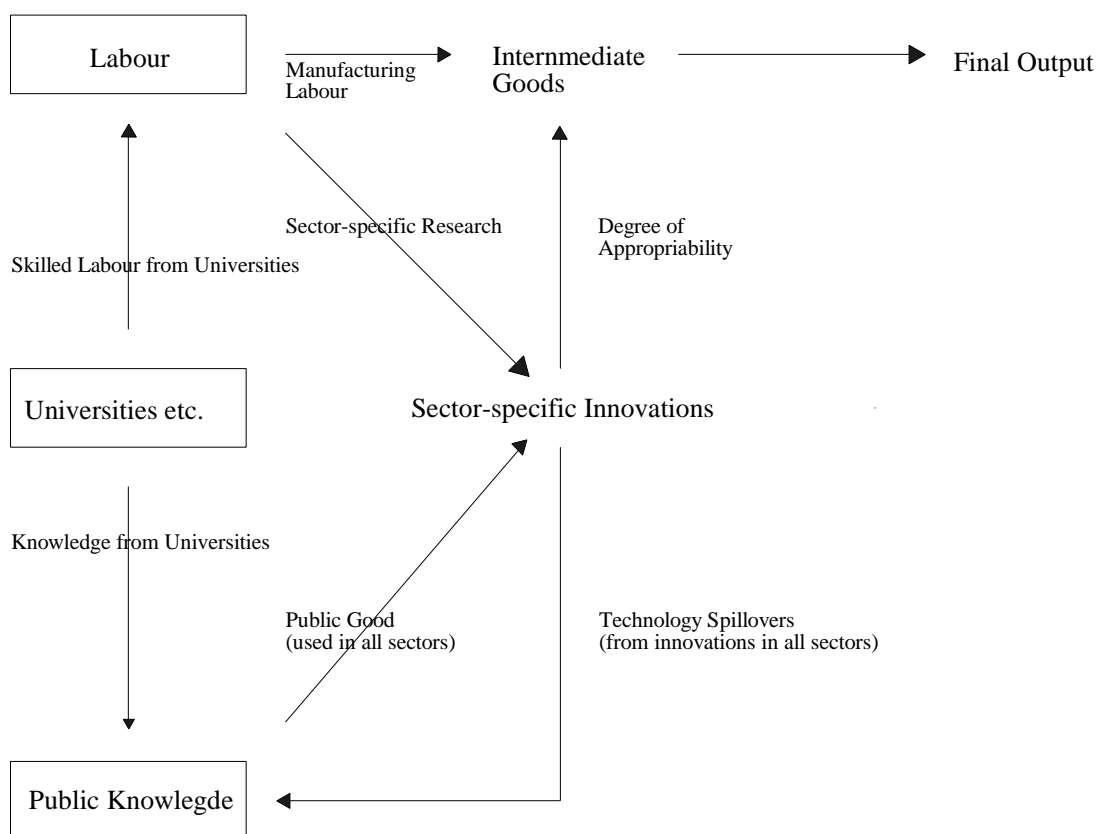 Labour
Manufacturing
Labour
Internmediate
Goods
Final Output
Sector-specific Research
Degree of
Appropriability
Skilled Labour from Universities
Universities etc.
Sector-specific Innovations
Knowledge from Universities
Public Good
(used in all sectors)
Technology Spillovers
(from innovations in all sectors)
Public Knowlegde